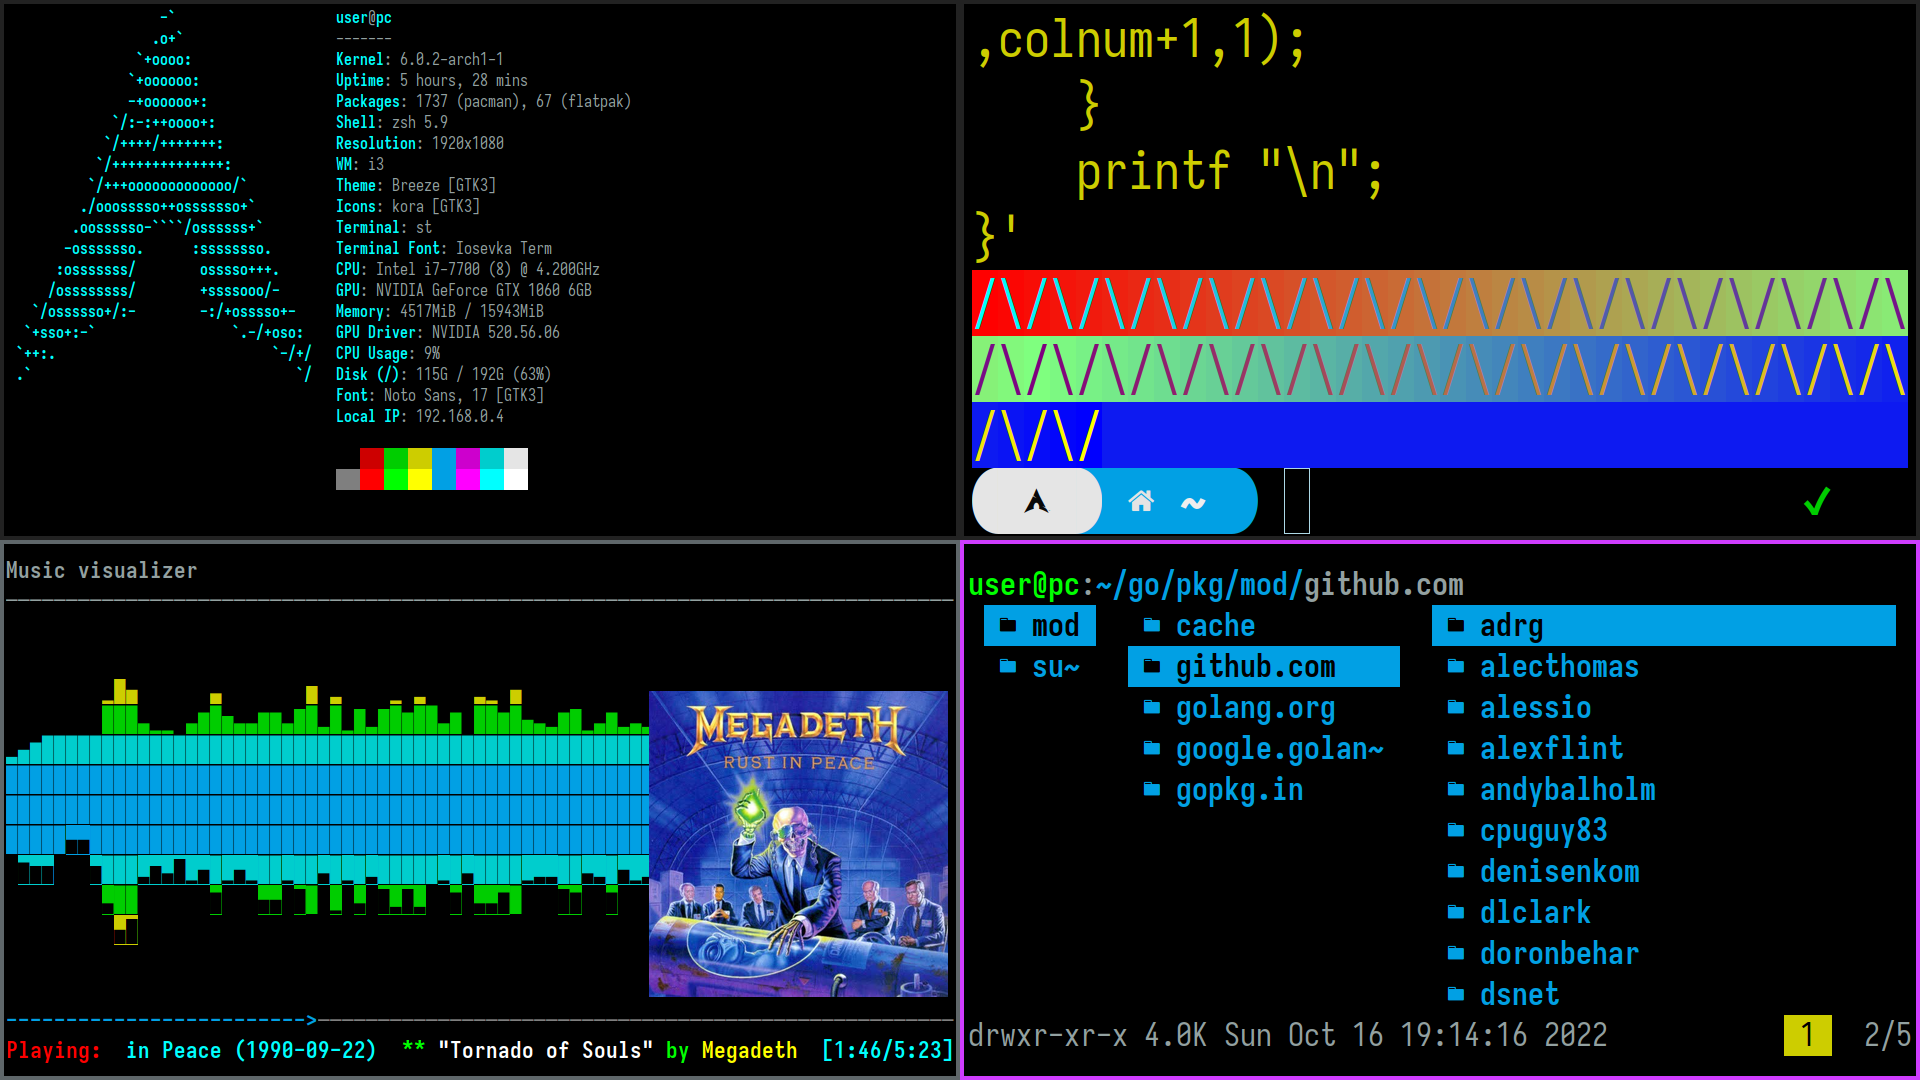 user@pc
-------
Kernel: 6.0.2-arch1-1
Uptime: 5 hours, 28 mins
Packages: 1737 (pacman), 67 (flatpak)
Shell: zsh 5.9
Resolution: 1920x1080
WM: i3
Theme: Breeze [GTK3]
Icons: kora [GTK3]
Terminal: st
Terminal Font: Iosevka Term
CPU: Intel i7-7700 (8) @ 4.200GHz
GPU: NVIDIA GeForce GTX 1060 6GB
Memory: 4517MiB / 15943MiB
GPU Driver: NVIDIA 520.56.06
CPU Usage: 9%
Disk (/): 115G / 192G (63%)
Font: Noto Sans, 17 [GTK3]
Local IP: 192.168.0.4
,colnum+1,1);
}
printf "\n";
}'
/\/\/\/\/\/\/\/\/\/\/\/\/\/\/\/\/\/\
/\/\/\/\/\/\/\/\/\/\/\/\/\/\/\/\/\/\
/\/\/
~
Music visualizer
MEGADETH
RUST IN PEACE
Playing: in Peace (1990-09-22) ** "Tornado of Souls" by Megadeth [1:46/5:23]
user@pc:~/go/pkg/mod/github.com
mod
su~
cache
github.com
golang.org
google.golan~
gopkg.in
adrg
alecthomas
alessio
alexflint
andybalholm
cpuguy83
denisenkom
dlclark
doronbehar
dsnet
drwxr-xr-x 4.0K Sun Oct 16 19:14:16 2022 1 2/5